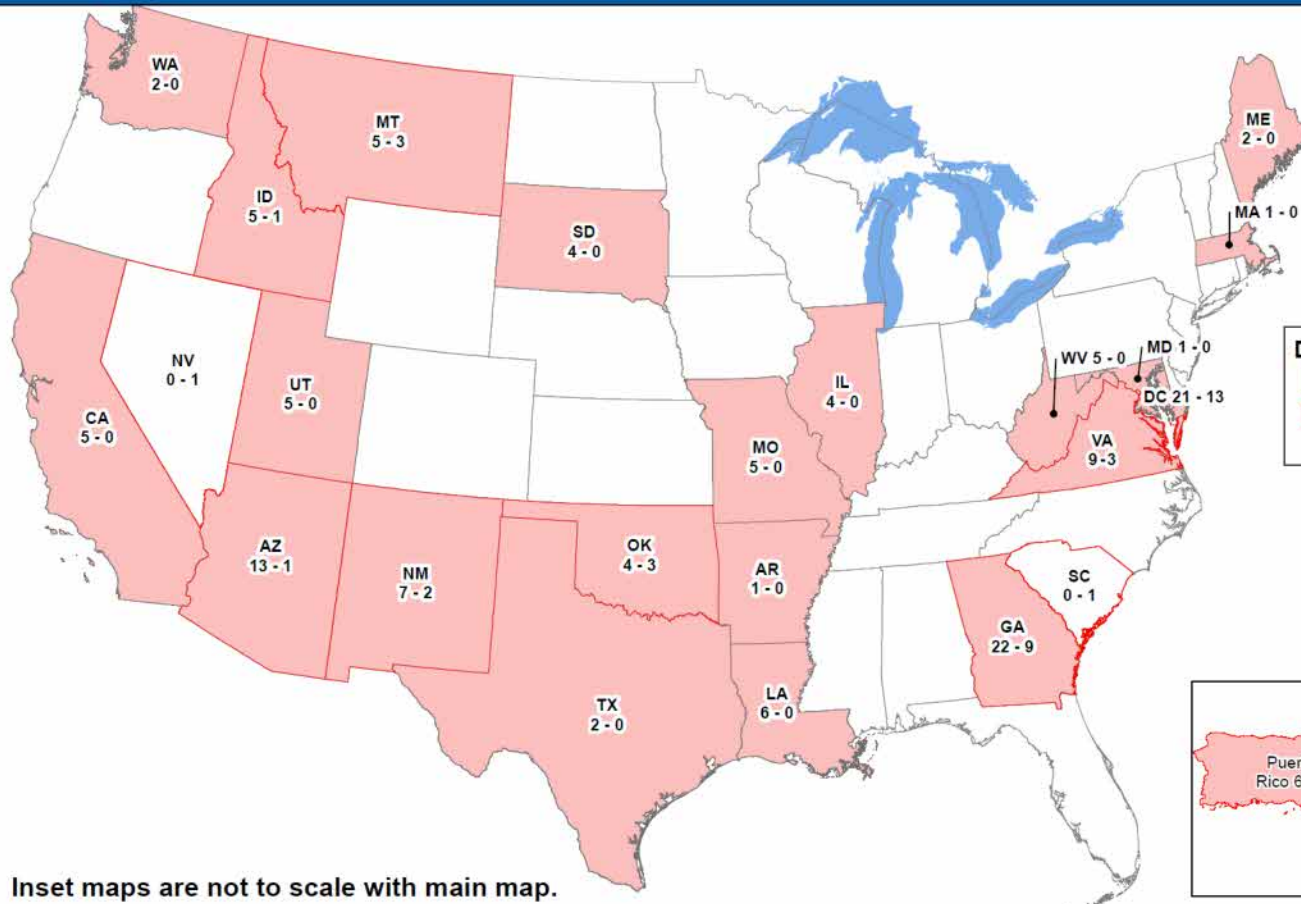 WA
2 - 0
MT
5 - 3
ID
5 - 1
SD
4 - 0
ME
2 - 0
MA 1 - 0
NV
0 - 1
UT
5 - 0
CA
5 - 0
IL
4 - 0
MO
5 - 0
WV 5 - 0
MD 1 - 0
DC 21 - 13
VA
9 - 3
D
AZ
13 - 1
NM
7 - 2
OK
4 - 3
AR
1 - 0
SC
0 - 1
GA
22 - 9
TX
2 - 0
LA
6 - 0
Rico 6
Inset maps are not to scale with main map.